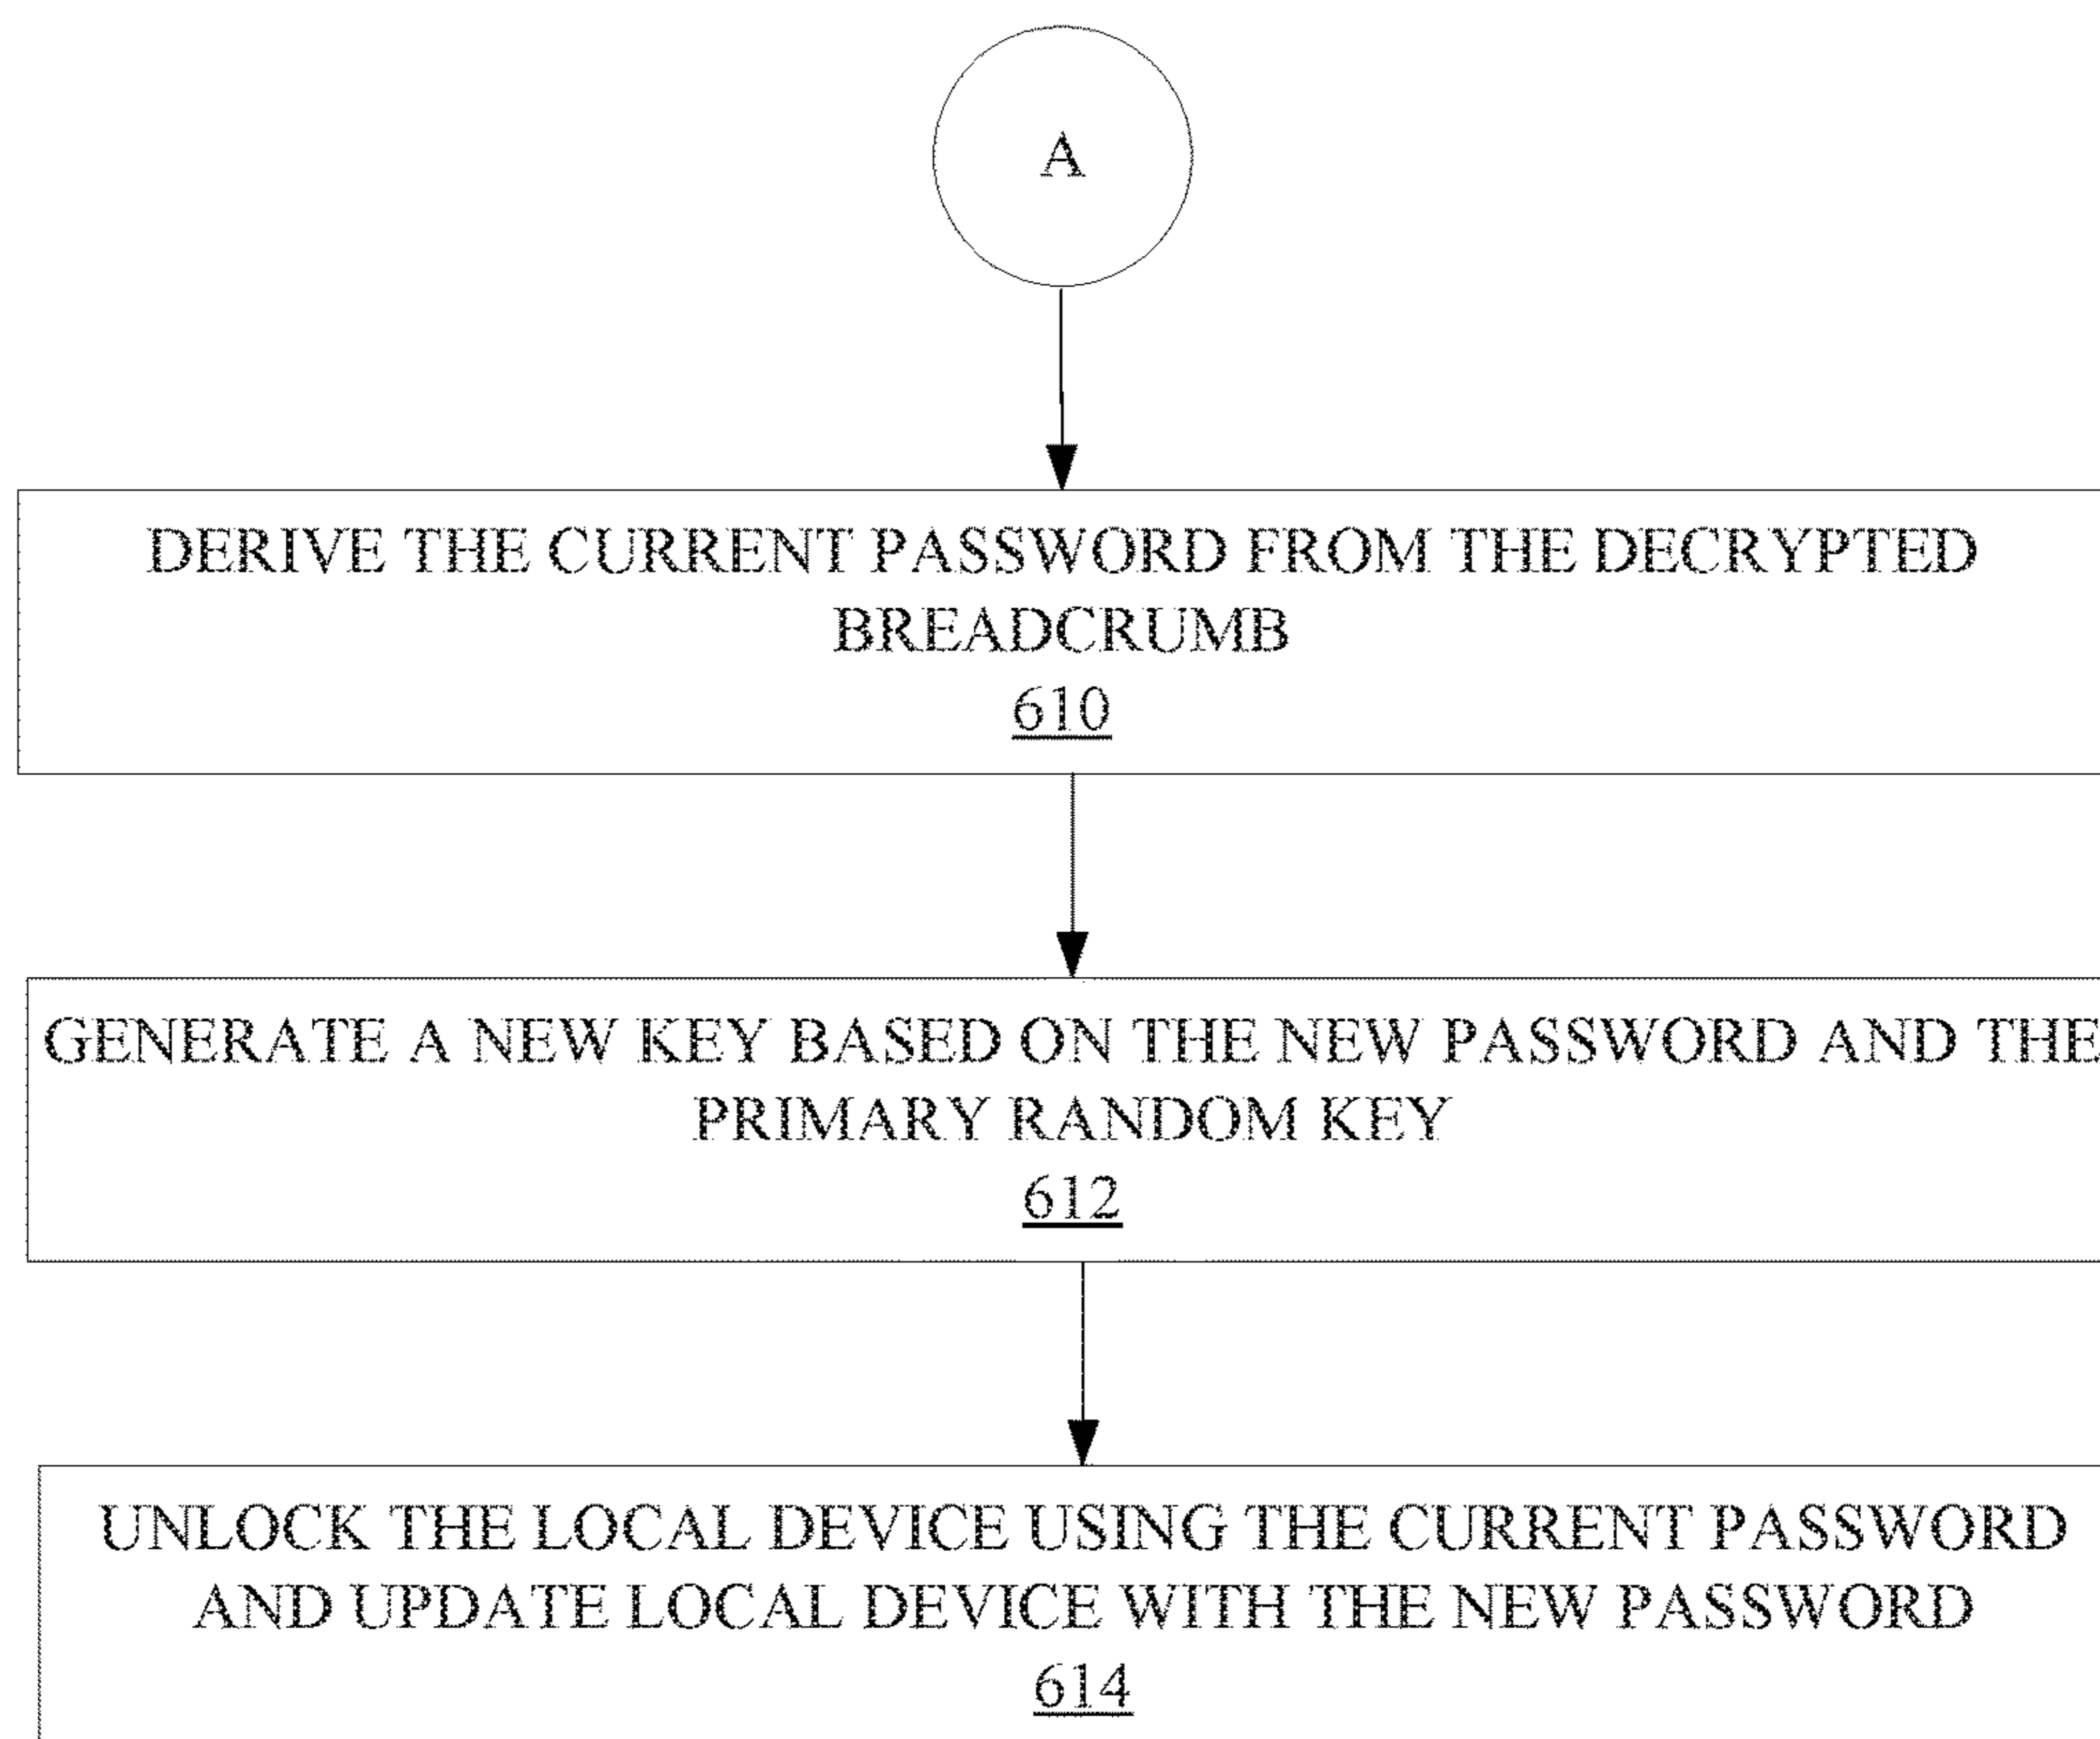 A
DERIVE THE CURRENT PASSWORD FROM THE DECRYPTED
BREADCRUMB
610
GENERATE A NEW KEY BASED ON THE NEW PASSWORD AND THE
PRIMARY RANDOM KEY
612
UNLOCK THE LOCAL DEVICE USING THE CURRENT PASSWORD
AND UPDATE LOCAL DEVICE WITH THE NEW PASSWORD
614